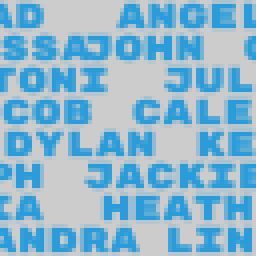 AD ANGEL
SSAJOHN
TONI JUL
COB CALE
DYLAN KE
PH JACKIE
IA HEATH
ANDRA LIN